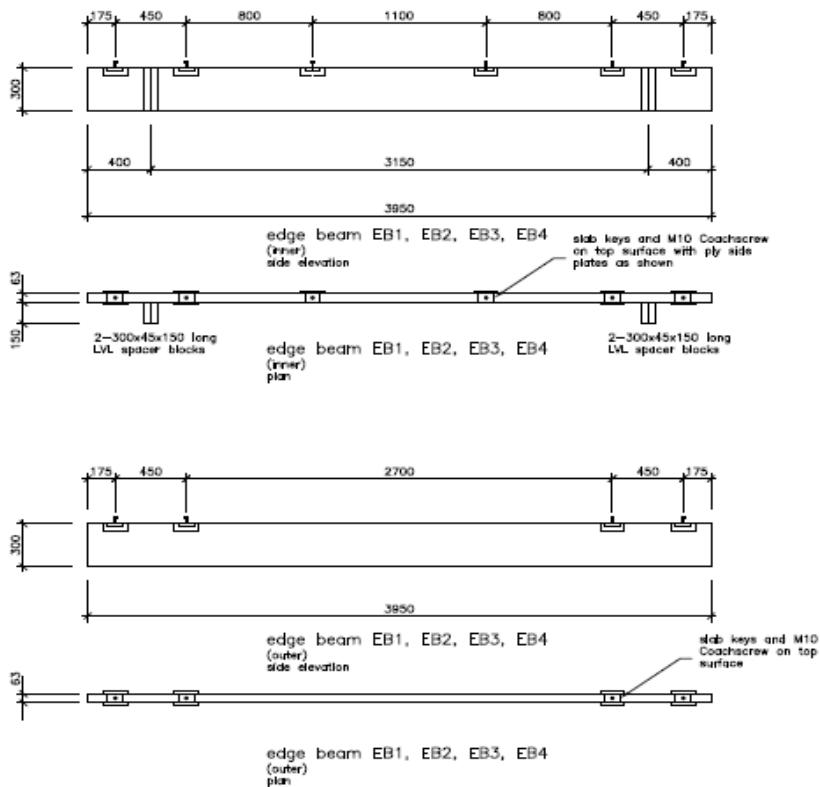 175 450 800 1100 800 450 175
300
400 3150 400
3950
edge beam EB1, EB2, EB3, EB4
(inner)
side elevation
slab keys and M10 Coachscrew
on top surface with ply side
plates as shown
63
150
2-300x45x150 long
LVL spacer blocks
edge beam EB1, EB2, EB3, EB4
(inner)
plan
2-300x45x150 long
LVL spacer blocks
175 450 2700 450 175
300
3950
edge beam EB1, EB2, EB3, EB4
(outer)
side elevation
slab keys and M10
Coachscrew on top
surface
63
edge beam EB1, EB2, EB3, EB4
(outer)
plan